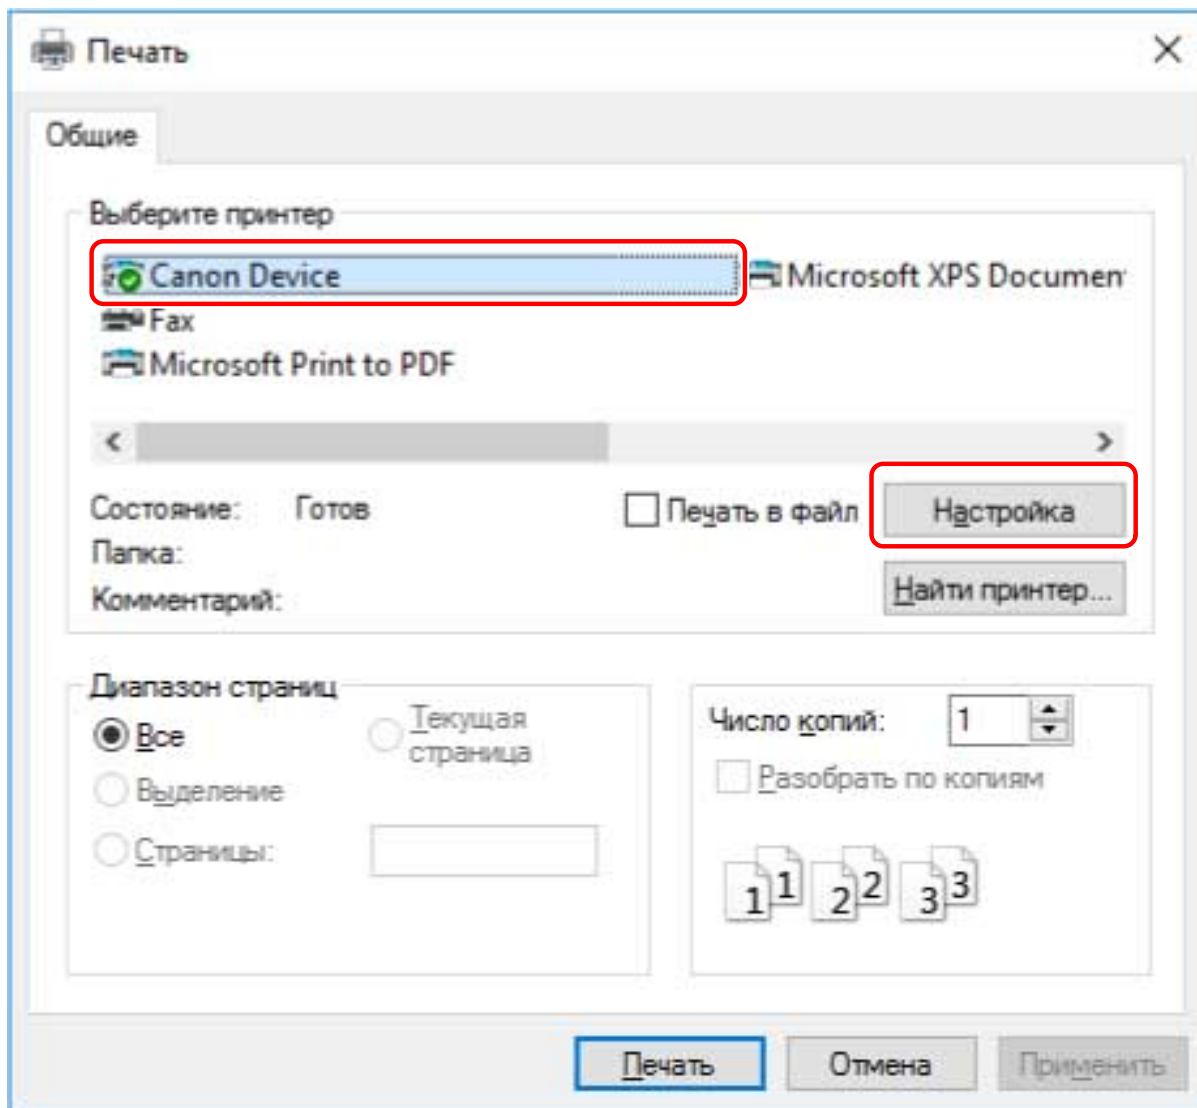 Печать
Общие
Выберите принтер
Canon Device
Microsoft XPS Documen
Fax
Microsoft Print to PDF
Состояние: Готов
Печать в файл
Настройка
Папка:
Комментарий:
Найти принтер...
Диапазон страниц
Все
Текущая
страница
Выделение
Страницы:
Число копий: 1
Разобрать по копиям
1 1 2 2 3 3
Печать
Отмена
Применить